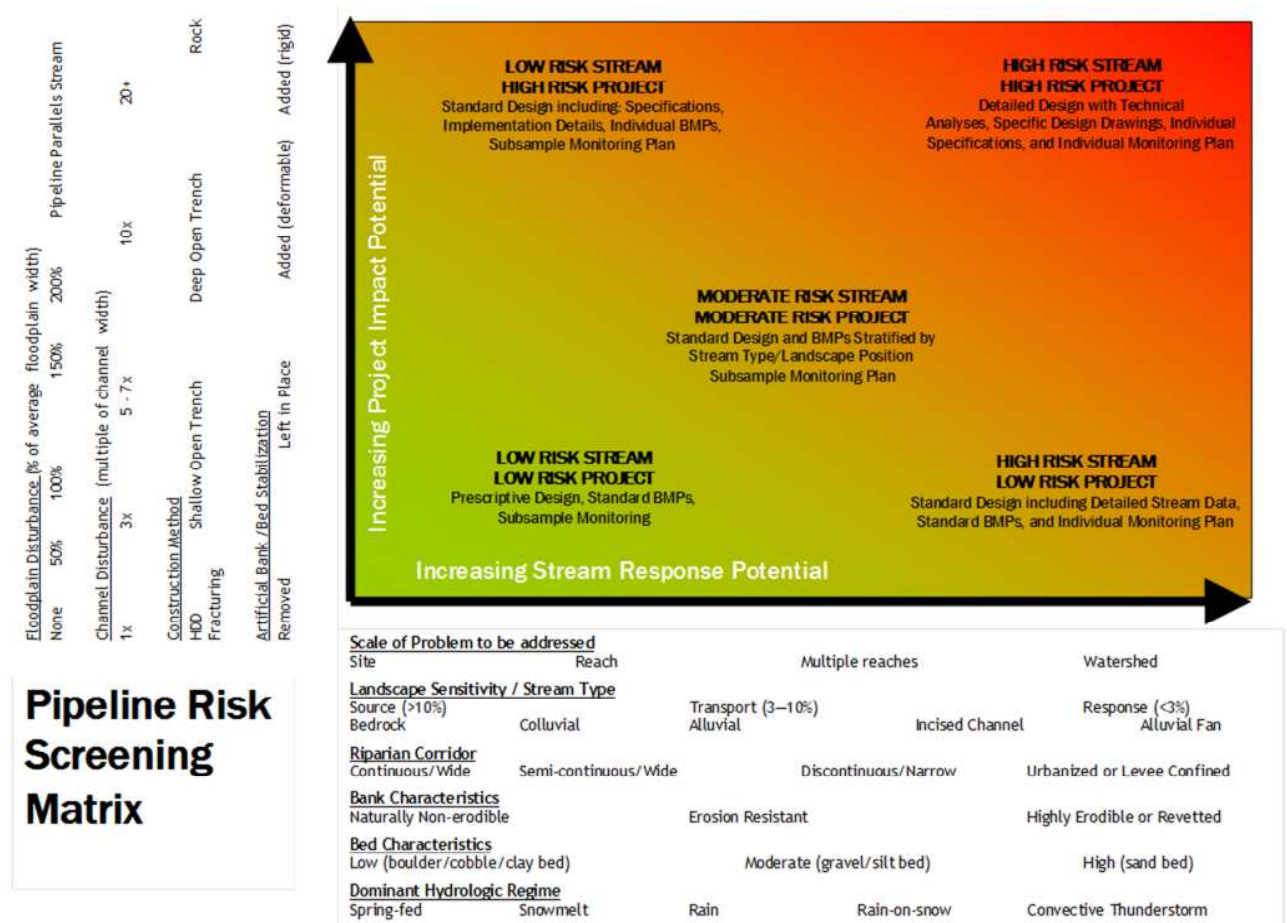 Floodplain Disturbance (% of average floodplain width)
None 50% 100% 150% 200% Pipeline Parallels Stream
Channel Disturbance (multiple of channel width)
1x 3x 5 - 7x 10x 20+
Construction Method
HDD Shallow Open Trench Deep Open Trench Rock
Fracturing
Artificial Bank /Bed Stabilization
Removed Left in Place Added (deformable) Added (rigid)
Increasing Project Impact Potential
LOW RISK STREAM
HIGH RISK PROJECT
Standard Design including: Specifications,
Implementation Details, Individual BMPs,
Subsample Monitoring Plan
HIGH RISK STREAM
HIGH RISK PROJECT
Detailed Design with Technical
Analyses, Specific Design Drawings, Individual
Specifications, and Individual Monitoring Plan
MODERATE RISK STREAM
MODERATE RISK PROJECT
Standard Design and BMPs Stratified by
Stream Type/Landscape Position
Subsample Monitoring Plan
LOW RISK STREAM
LOW RISK PROJECT
Prescriptive Design, Standard BMPs,
Subsample Monitoring
HIGH RISK STREAM
LOW RISK PROJECT
Standard Design including Detailed Stream Data,
Standard BMPs, and Individual Monitoring Plan
Increasing Stream Response Potential
Pipeline Risk
Screening
Matrix
Scale of Problem to be addressed
Site Reach Multiple reaches Watershed
Landscape Sensitivity / Stream Type
Source (>10%) Transport (3—10%) Response (<3%)
Bedrock Colluvial Alluvial Incised Channel Alluvial Fan
Riparian Corridor
Continuous/Wide Semi-continuous/Wide Discontinuous/Narrow Urbanized or Levee Confined
Bank Characteristics
Naturally Non-erodible Erosion Resistant Highly Erodible or Revetted
Bed Characteristics
Low (boulder/cobble/clay bed) Moderate (gravel/silt bed) High (sand bed)
Dominant Hydrologic Regime
Spring-fed Snowmelt Rain Rain-on-snow Convective Thunderstorm